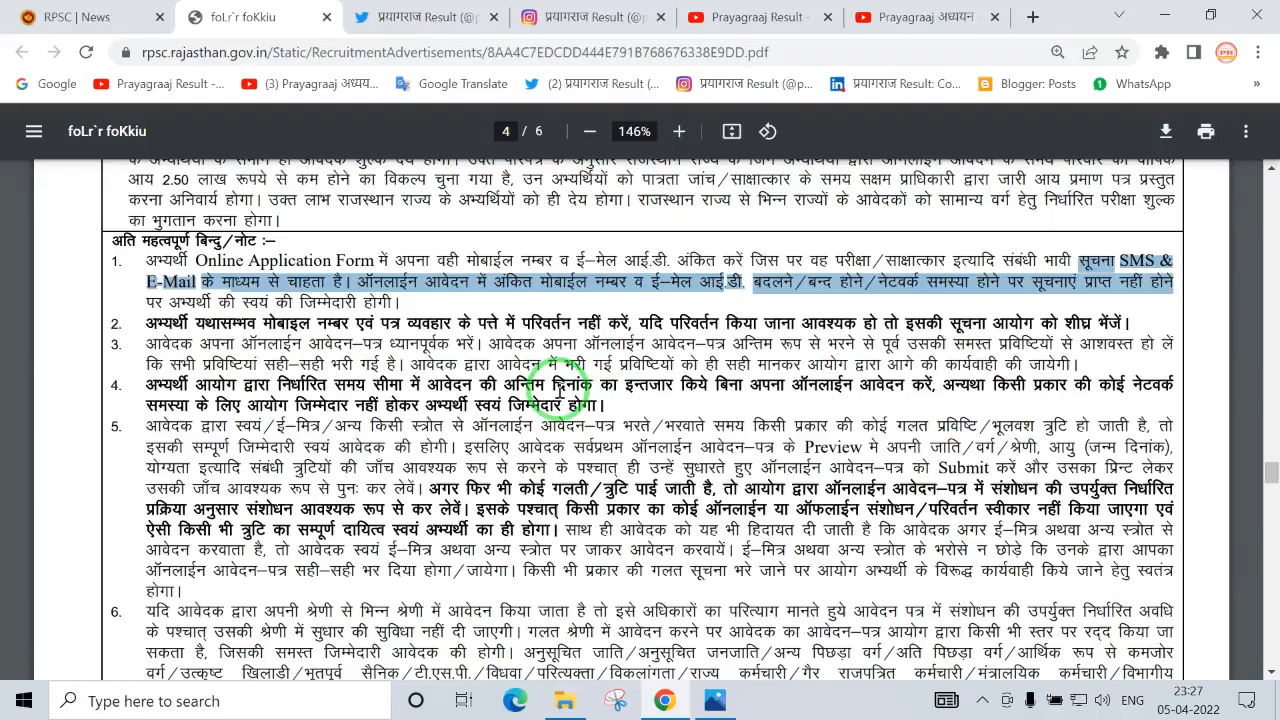 RPSC | News
foLr`r foKkiu
प्रयागराज Result (@p
प्रयागराज Result (@p
Prayagraj Result -
Prayagraj अध्ययन -
rpsc.rajasthan.gov.in/Static/RecruitmentAdvertisements/8AA4C7EDCDD444E791B768676338E9DD.pdf
Google
Prayagraj Result -...
(3) Prayagraj अध्य...
Google Translate
(2) प्रयागराज Result (...
प्रयागराज Result (@p...
प्रयागराज Result: Co...
Blogger: Posts
WhatsApp
»
foLr`r foKkiu
4 / 6
146%
आय 2.50 लाख रूपये से कम होने का विकल्प चुना गया है, उन अभ्यर्थियों को पात्रता जांच/साक्षात्कार के समय सक्षम प्राधिकारी द्वारा जारी आय प्रमाण पत्र प्रस्तुत
करना अनिवार्य होगा। उक्त लाभ राजस्थान राज्य के अभ्यर्थियों को ही देय होगा। राजस्थान राज्य से भिन्न राज्यों के आवेदकों को सामान्य वर्ग हेतु निर्धारित परीक्षा शुल्क
का भुगतान करना होगा।
अति महत्वपूर्ण बिन्दु/नोट :–
1. अभ्यर्थी Online Application Form में अपना वही मोबाईल नम्बर व ई–मेल आई.डी. अंकित करें जिस पर वह परीक्षा/साक्षात्कार इत्यादि संबंधी भावी सूचना SMS &
E-Mail के माध्यम से चाहता है। ऑनलाईन आवेदन में अंकित मोबाईल नम्बर व ई–मेल आई.डी. बदलने/बन्द होने/नेटवर्क समस्या होने पर सूचनाएं प्राप्त नहीं होने
पर अभ्यर्थी की स्वयं की जिम्मेदारी होगी।
2. अभ्यर्थी यथासम्भव मोबाइल नम्बर एवं पत्र व्यवहार के पत्ते में परिवर्तन नहीं करें, यदि परिवर्तन किया जाना आवश्यक हो तो इसकी सूचना आयोग को शीघ्र भेंजें।
3. आवेदक अपना ऑनलाईन आवेदन–पत्र ध्यानपूर्वक भरें। आवेदक अपना ऑनलाईन आवेदन–पत्र अन्तिम रूप से भरने से पूर्व उसकी समस्त प्रविष्टियों से आशवस्त हो लें
कि सभी प्रविष्टियां सही–सही भरी गई है। आवेदक द्वारा आवेदन में भरी गई प्रविष्टियों को ही सही मानकर आयोग द्वारा आगे की कार्यवाही की जायेगी।
4. अभ्यर्थी आयोग द्वारा निर्धारित समय सीमा में आवेदन की अन्तिम दिनांक का इन्तजार किये बिना अपना ऑनलाईन आवेदन करें, अन्यथा किसी प्रकार की कोई नेटवर्क
समस्या के लिए आयोग जिम्मेदार नहीं होकर अभ्यर्थी स्वयं जिम्मेदार होगा।
5. आवेदक द्वारा स्वयं/ई–मित्र/अन्य किसी स्त्रोत से ऑनलाईन आवेदन–पत्र भरते/भरवाते समय किसी प्रकार की कोई गलत प्रविष्टि/भूलवश त्रुटि हो जाती है, तो
इसकी सम्पूर्ण जिम्मेदारी स्वयं आवेदक की होगी। इसलिए आवेदक सर्वप्रथम ऑनलाईन आवेदन–पत्र के Preview मे अपनी जाति/वर्ग/श्रेणी, आयु (जन्म दिनांक),
योग्यता इत्यादि संबंधी त्रुटियों की जाँच आवश्यक रूप से करने के पश्चात् ही उन्हें सुधारते हुए ऑनलाईन आवेदन–पत्र को Submit करें और उसका प्रिन्ट लेकर
उसकी जाँच आवश्यक रूप से पुनः कर लेवें। अगर फिर भी कोई गलती/त्रुटि पाई जाती है, तो आयोग द्वारा ऑनलाईन आवेदन–पत्र में संशोधन की उपर्युक्त निर्धारित
प्रक्रिया अनुसार संशोधन आवश्यक रूप से कर लेवें। इसके पश्चात् किसी प्रकार का कोई ऑनलाईन या ऑफलाईन संशोधन/परिवर्तन स्वीकार नहीं किया जाएगा एवं
ऐसी किसी भी त्रुटि का सम्पूर्ण दायित्व स्वयं अभ्यर्थी का ही होगा। साथ ही आवेदक को यह भी हिदायत दी जाती है कि आवेदक अगर ई–मित्र अथवा अन्य स्त्रोत से
आवेदन करवाता है, तो आवेदक स्वयं ई–मित्र अथवा अन्य स्त्रोत पर जाकर आवेदन करवायें। ई–मित्र अथवा अन्य स्त्रोत के भरोसे न छोड़े कि उनके द्वारा आपका
ऑनलाईन आवेदन–पत्र सही–सही भर दिया होगा/जायेगा। किसी भी प्रकार की गलत सूचना भरे जाने पर आयोग अभ्यर्थी के विरूद्ध कार्यवाही किये जाने हेतु स्वतंत्र
होगा।
6. यदि आवेदक द्वारा अपनी श्रेणी से भिन्न श्रेणी में आवेदन किया जाता है तो इसे अधिकारों का परित्याग मानते हुये आवेदन पत्र में संशोधन की उपर्युक्त निर्धारित अवधि
के पश्चात् उसकी श्रेणी में सुधार की सुविधा नहीं दी जाएगी। गलत श्रेणी में आवेदन करने पर आवेदक का आवेदन–पत्र आयोग द्वारा किसी भी स्तर पर रद्द किया जा
सकता है, जिसकी समस्त जिम्मेदारी आवेदक की होगी। अनुसूचित जाति/अनुसूचित जनजाति/अन्य पिछड़ा वर्ग/अति पिछड़ा वर्ग/आर्थिक रूप से कमजोर
वर्ग/उत्कृष्ट खिलाडी/भूतपूर्व सैनिक/टी.एस.पी./विधवा/परित्यक्ता/विकलांगता/राज्य कर्मचारी/गैर राजपत्रित कर्मचारी/मंत्रालयिक कर्मचारी/विभागीय
Type here to search
ENG
23:27
05-04-2022